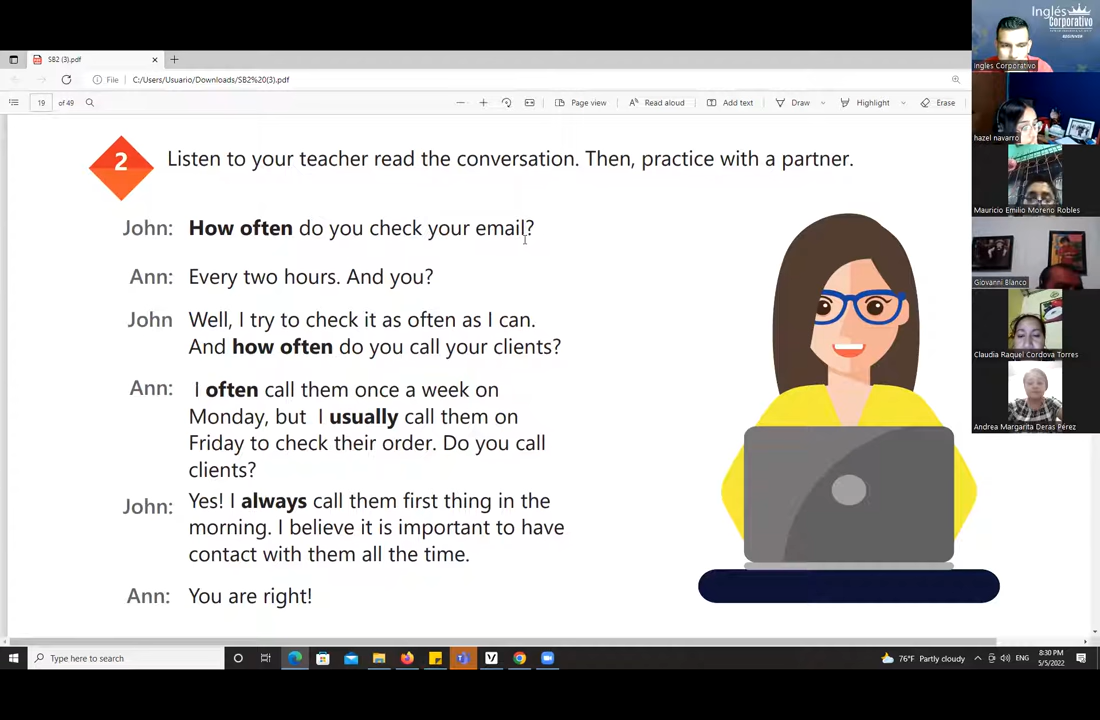 Inglés
Corporativo
BEGINNER
SB2 (3).pdf
File
C:/Users/Usuario/Downloads/SB2%20(3).pdf
19 of 49
Page view
Read aloud
Add text
Draw
Highlight
Erase
Ingles Corporativo
hazel navarro
Mauricio Emilio Moreno Robles
Giovanni Blanco
Claudia Raquel Cordova Torres
Andrea Margarita Deras Pérez
2 Listen to your teacher read the conversation. Then, practice with a partner.
John: How often do you check your email?
Ann: Every two hours. And you?
John Well, I try to check it as often as I can.
And how often do you call your clients?
Ann: I often call them once a week on
Monday, but I usually call them on
Friday to check their order. Do you call
clients?
John: Yes! I always call them first thing in the
morning. I believe it is important to have
contact with them all the time.
Ann: You are right!
Type here to search
76°F Partly cloudy
ENG
8:30 PM
5/5/2022